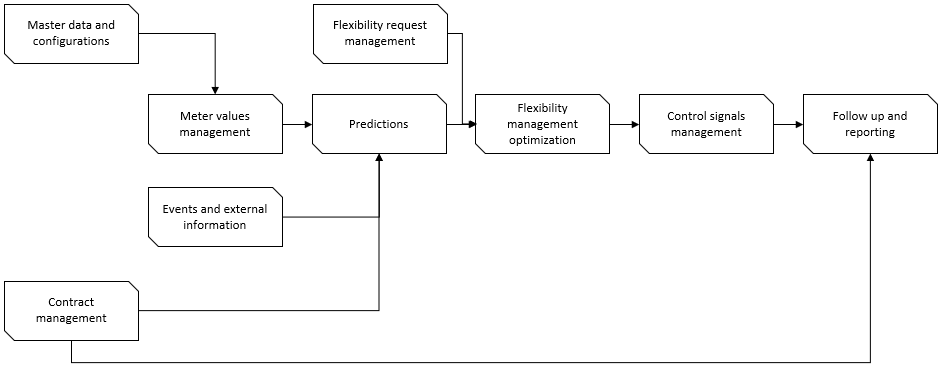 Master data and
configurations
Flexibility request
management
Meter values
management
Predictions
Flexibility
management
optimization
Control signals
management
Follow up and
reporting
Events and external
information
Contract
management